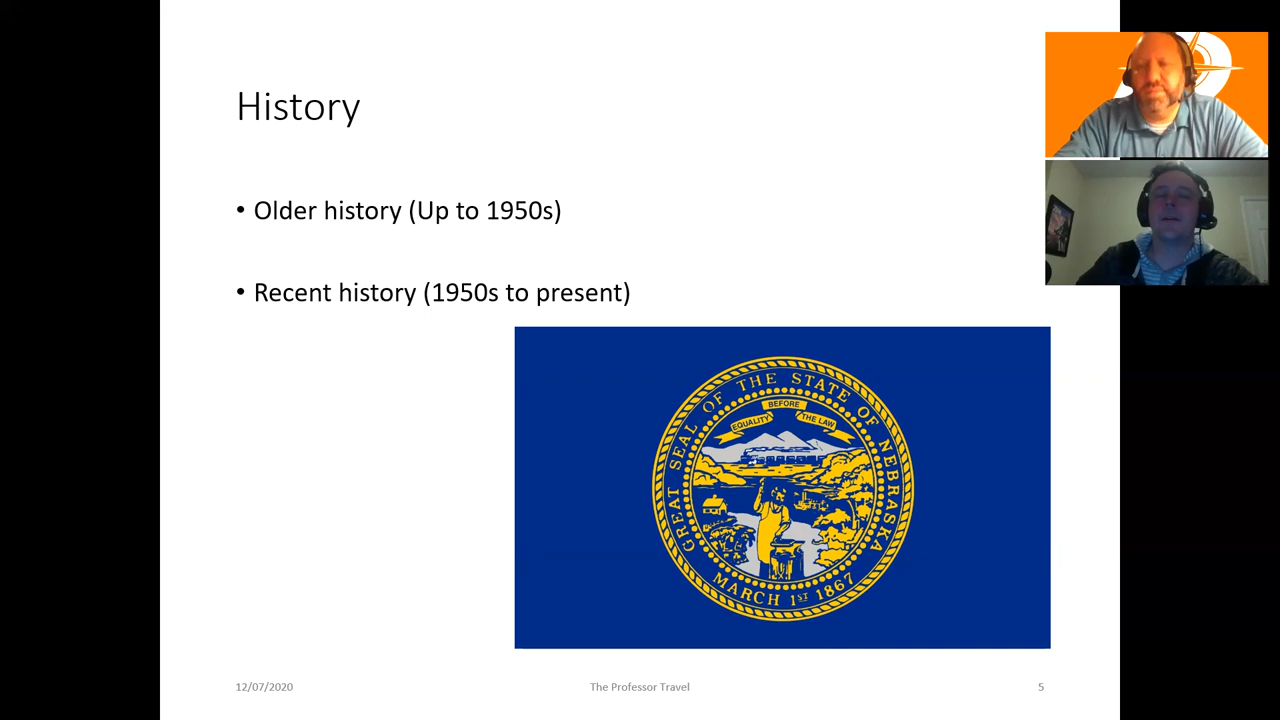 History
• Older history (Up to 1950s)
• Recent history (1950s to present)
GREAT SEAL OF THE STATE OF NEBRASKA
EQUALITY BEFORE THE LAW
MARCH 1ST 1867
12/07/2020
The Professor Travel
5